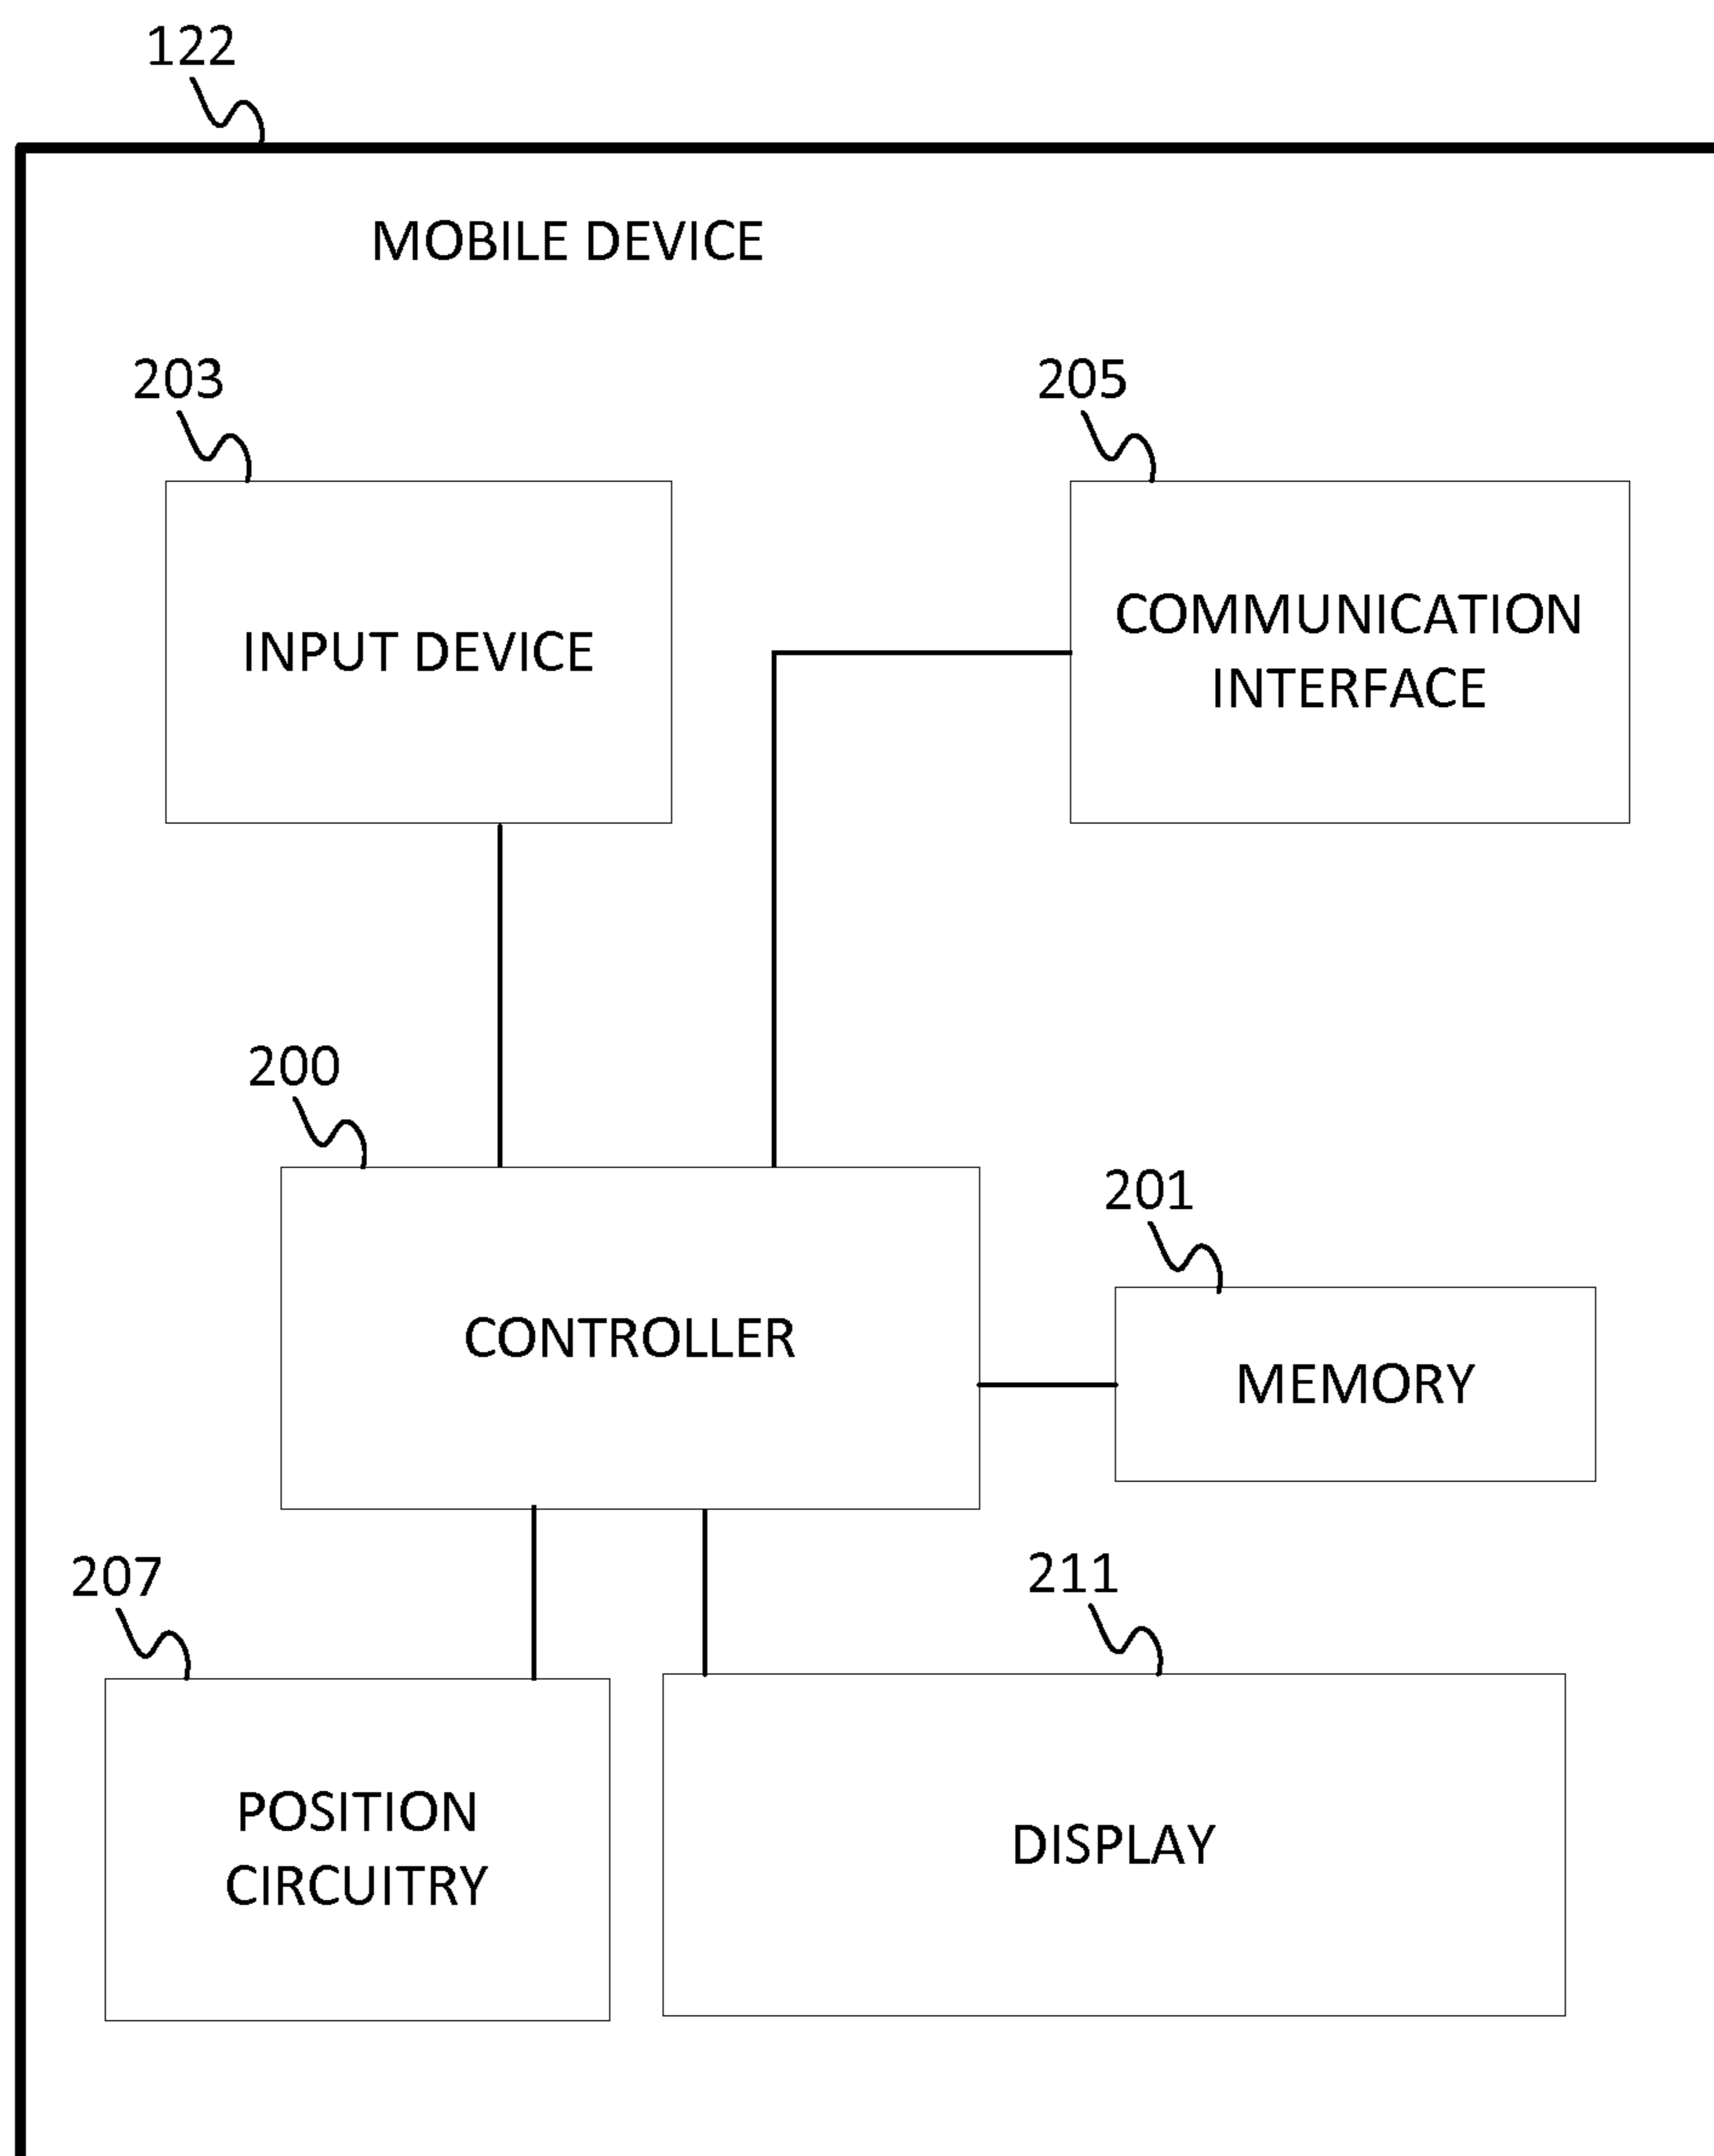 122
MOBILE DEVICE
203
205
INPUT DEVICE
COMMUNICATION
INTERFACE
200
201
CONTROLLER
MEMORY
207
211
POSITION
CIRCUITRY
DISPLAY